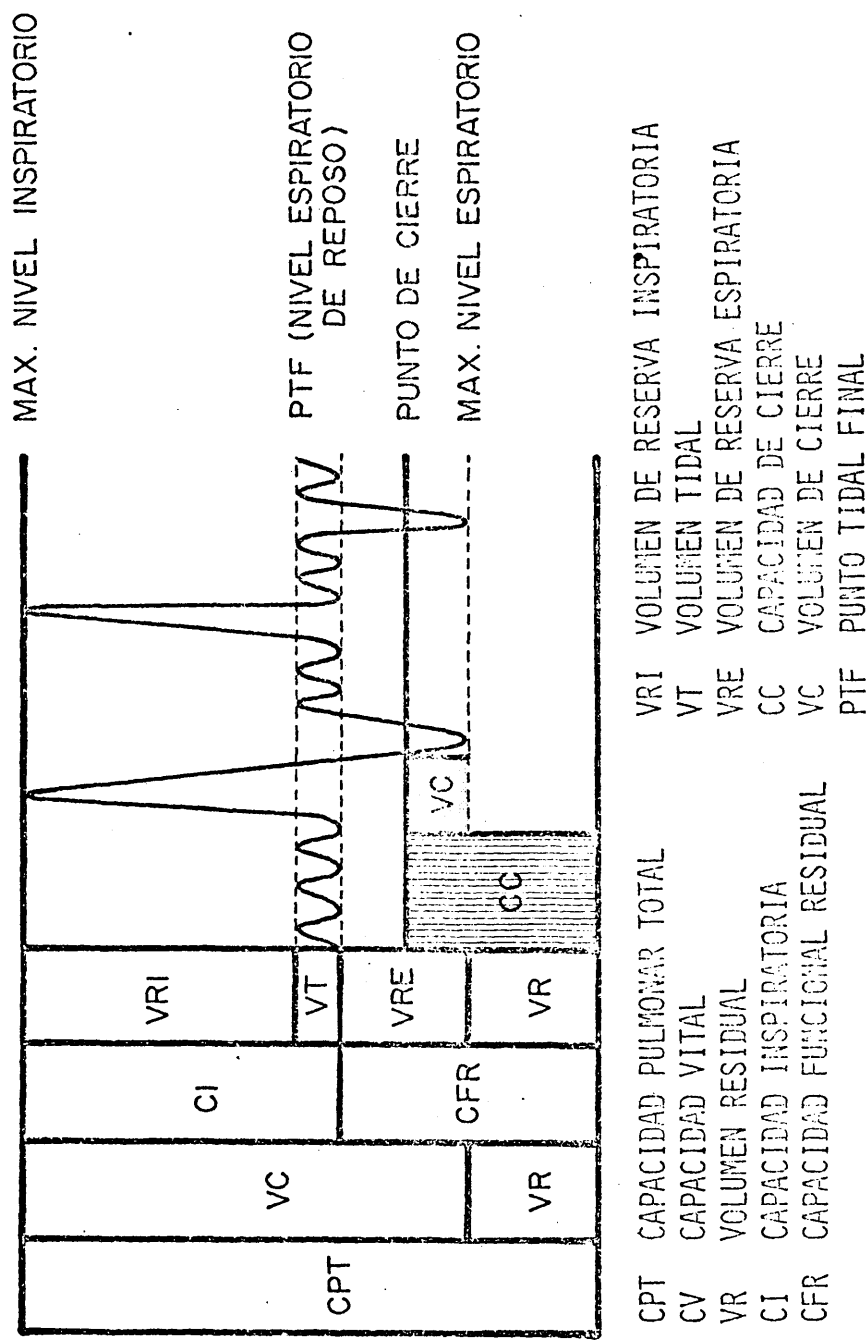 MAX. NIVEL INSPIRATORIO
PTF (NIVEL ESPIRATORIO
DE REPOSO)
PUNTO DE CIERRE
MAX. NIVEL ESPIRATORIO
CPT
VC
VR
CI
CFR
VRI
VT
VRE
VR
CC
VC
CPT CAPACIDAD PULMONAR TOTAL
CV CAPACIDAD VITAL
VR VOLUMEN RESIDUAL
CI CAPACIDAD INSPIRATORIA
CFR CAPACIDAD FUNCIONAL RESIDUAL
VRI VOLUMEN DE RESERVA INSPIRATORIA
VT VOLUMEN TIDAL
VRE VOLUMEN DE RESERVA ESPIRATORIA
CC CAPACIDAD DE CIERRE
VC VOLUMEN DE CIERRE
PTF PUNTO TIDAL FINAL